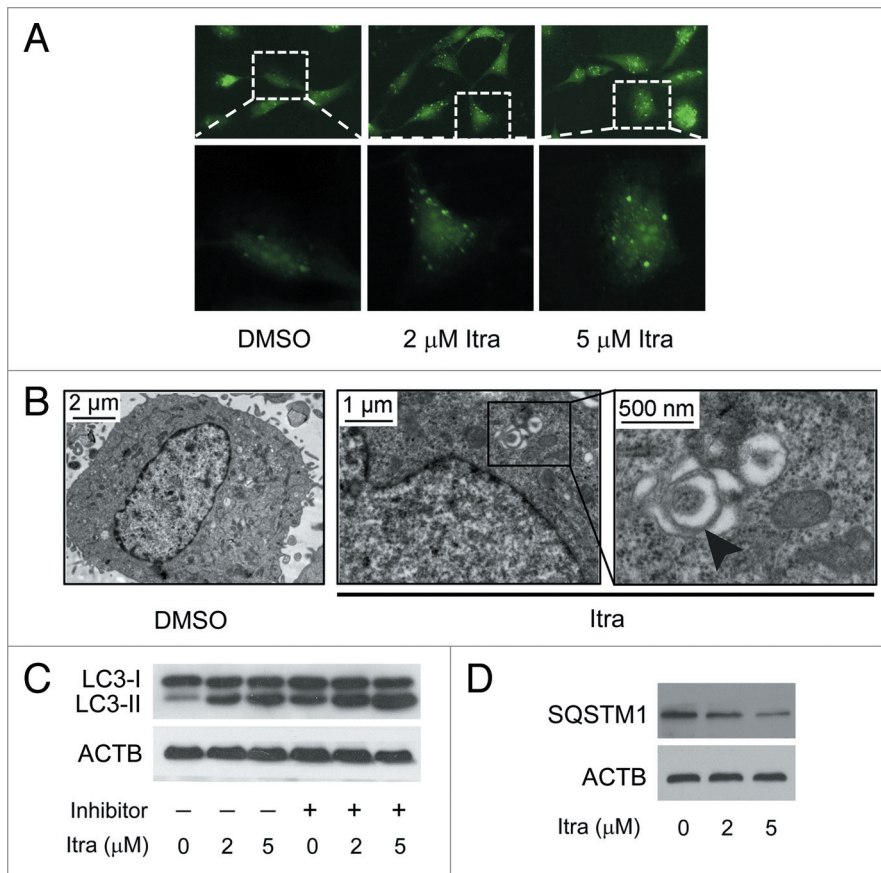 A
DMSO
2 μM Itra
5 μM Itra
B
2 μm
1 μm
500 nm
DMSO
Itra
C
LC3-I
LC3-II
ACTB
Inhibitor – – – + + +
Itra (μM) 0 2 5 0 2 5
D
SQSTM1
ACTB
Itra (μM) 0 2 5